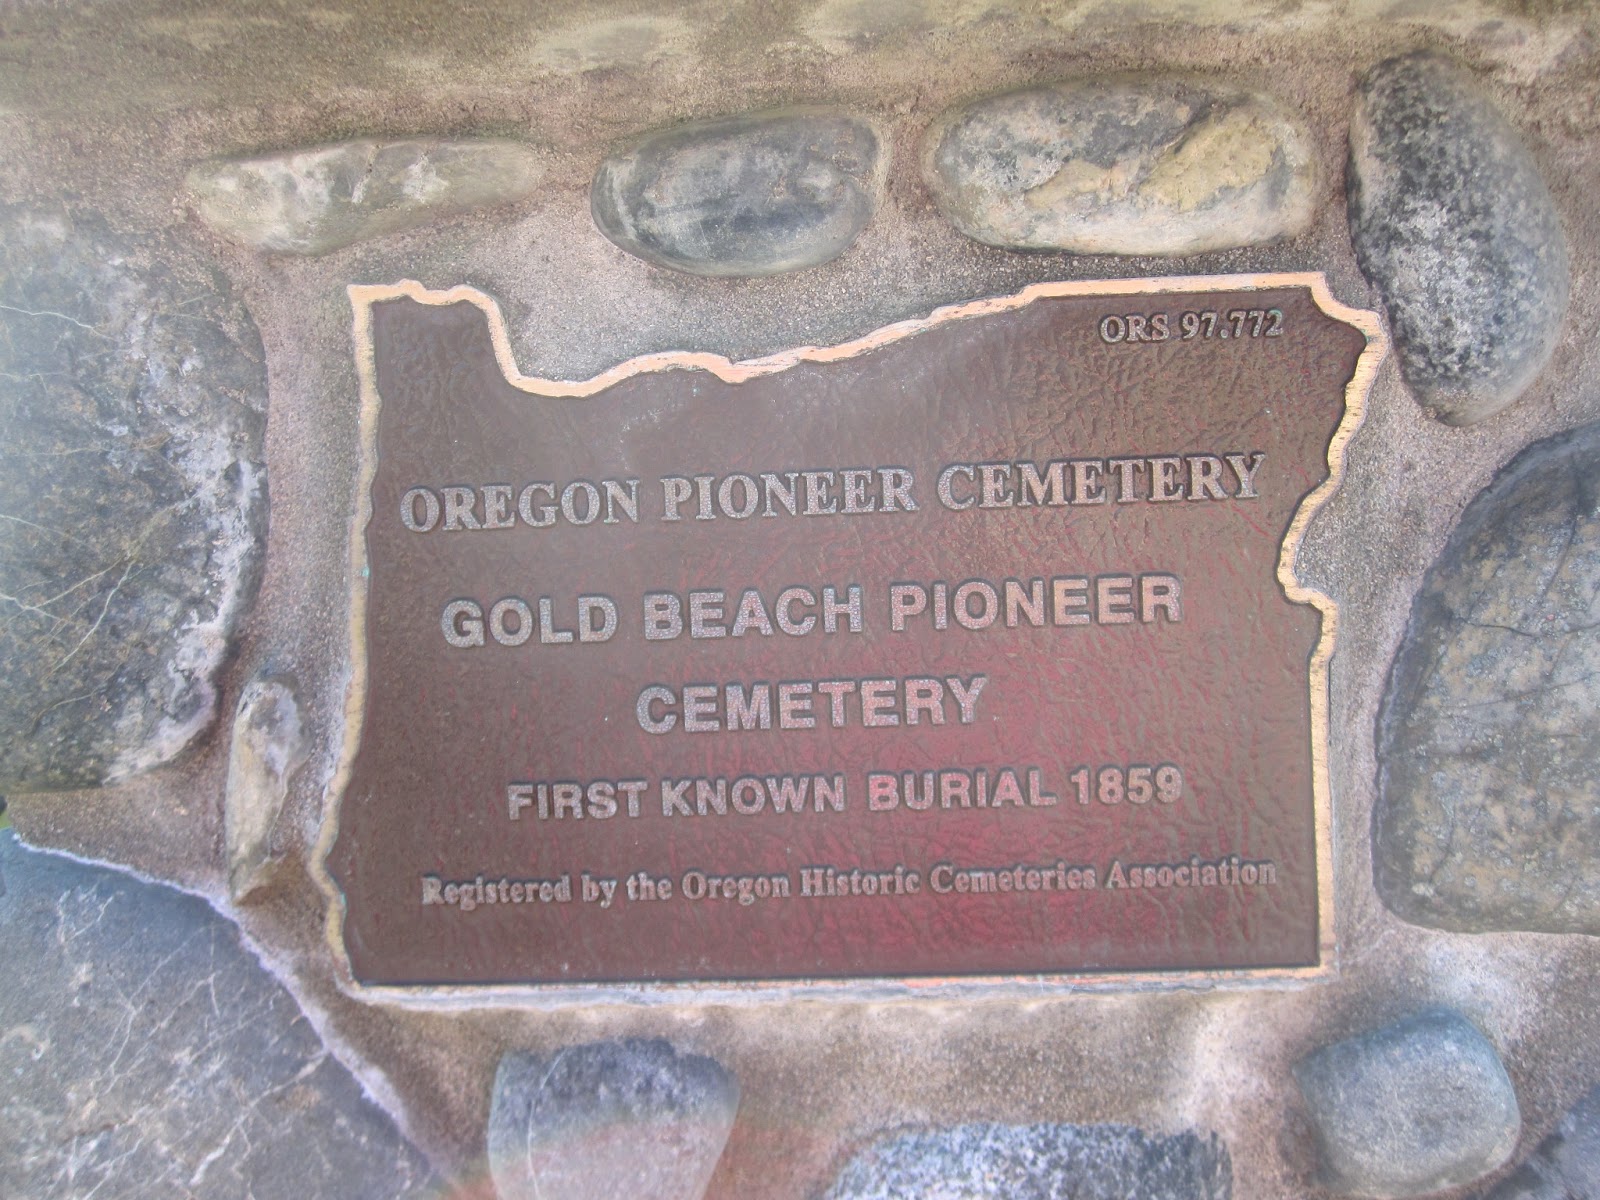 ORS 97.772
OREGON PIONEER CEMETERY
GOLD BEACH PIONEER
CEMETERY
FIRST KNOWN BURIAL 1859
Registered by the Oregon Historic Cemeteries Association